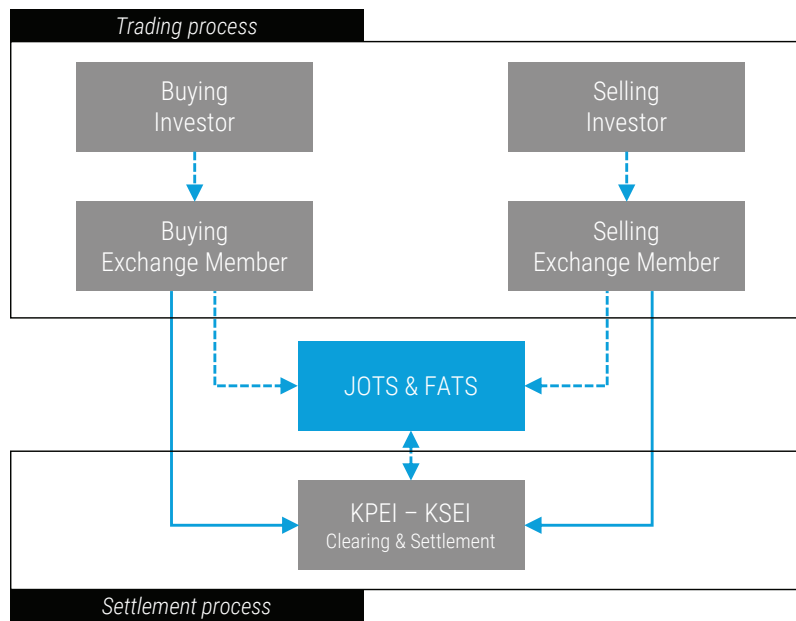 Trading process
Buying
Investor
Selling
Investor
Buying
Exchange Member
Selling
Exchange Member
JOTS & FATS
KPEI – KSEI
Clearing & Settlement
Settlement process